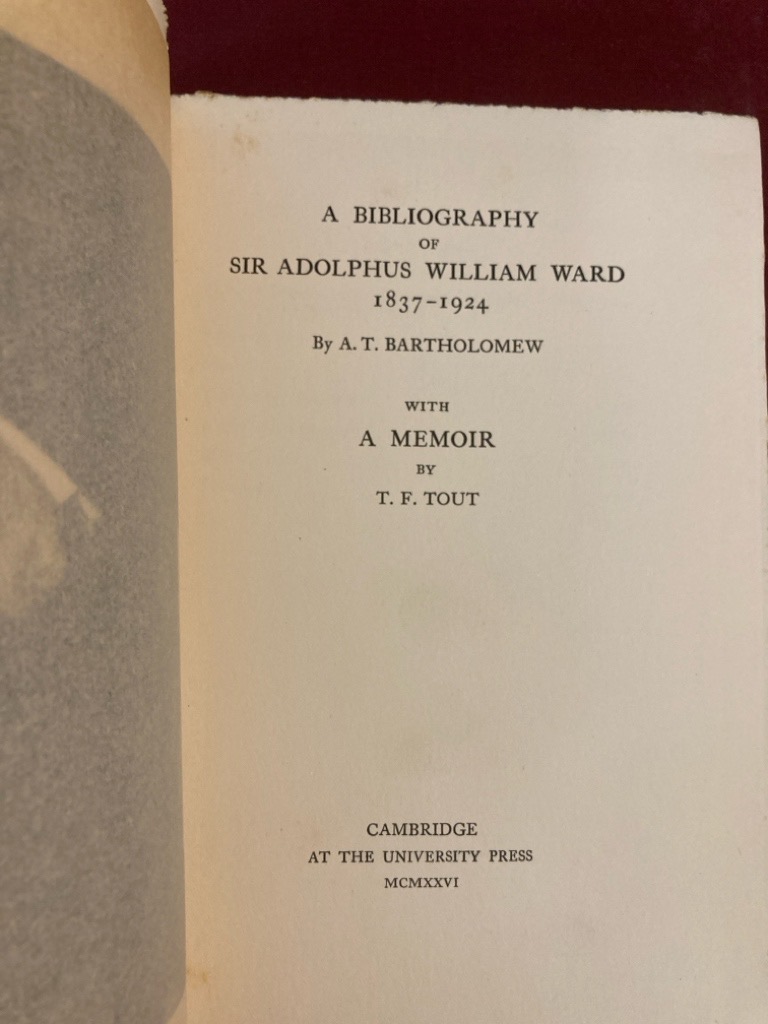 A BIBLIOGRAPHY
OF
SIR ADOLPHUS WILLIAM WARD
1837–1924
By A. T. BARTHOLOMEW
WITH
A MEMOIR
BY
T. F. TOUT
CAMBRIDGE
AT THE UNIVERSITY PRESS
MCMXXVI